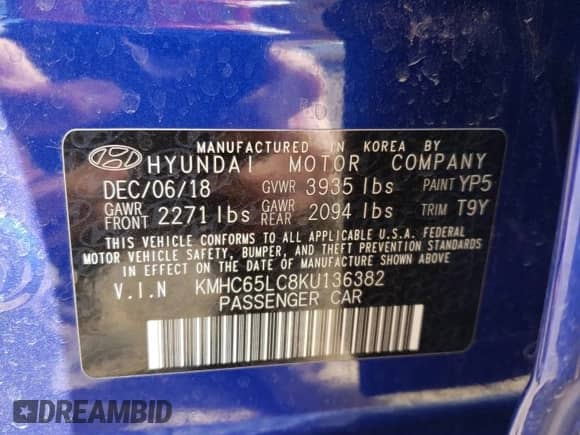 MANUFACTURED IN KOREA BY
HYUNDAI MOTOR COMPANY
DEC/06/18 GVWR 3935 lbs PAINT YP5
GAWR FRONT 2271 lbs GAWR REAR 2094 lbs TRIM T9Y
THIS VEHICLE CONFORMS TO ALL APPLICABLE U.S.A. FEDERAL
MOTOR VEHICLE SAFETY, BUMPER, AND THEFT PREVENTION STANDARDS
IN EFFECT ON THE DATE OF MANUFACTURE SHOWN ABOVE.
V.I.N KMHC65LC8KU136382
PASSENGER CAR
DREAMBID